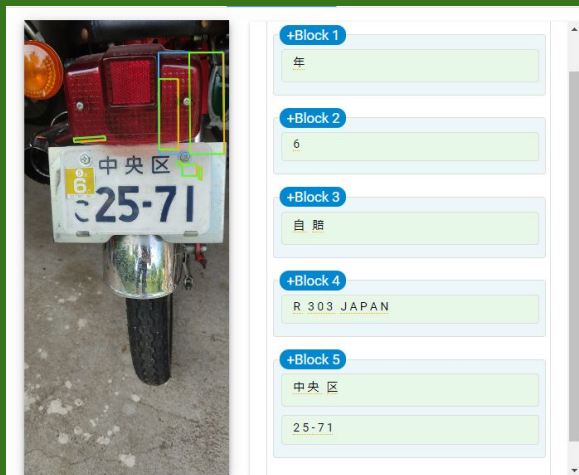 中央区
6
こ25-71
+Block 1
年
+Block 2
6
+Block 3
自 賠
+Block 4
R 303 JAPAN
+Block 5
中央 区
25-71